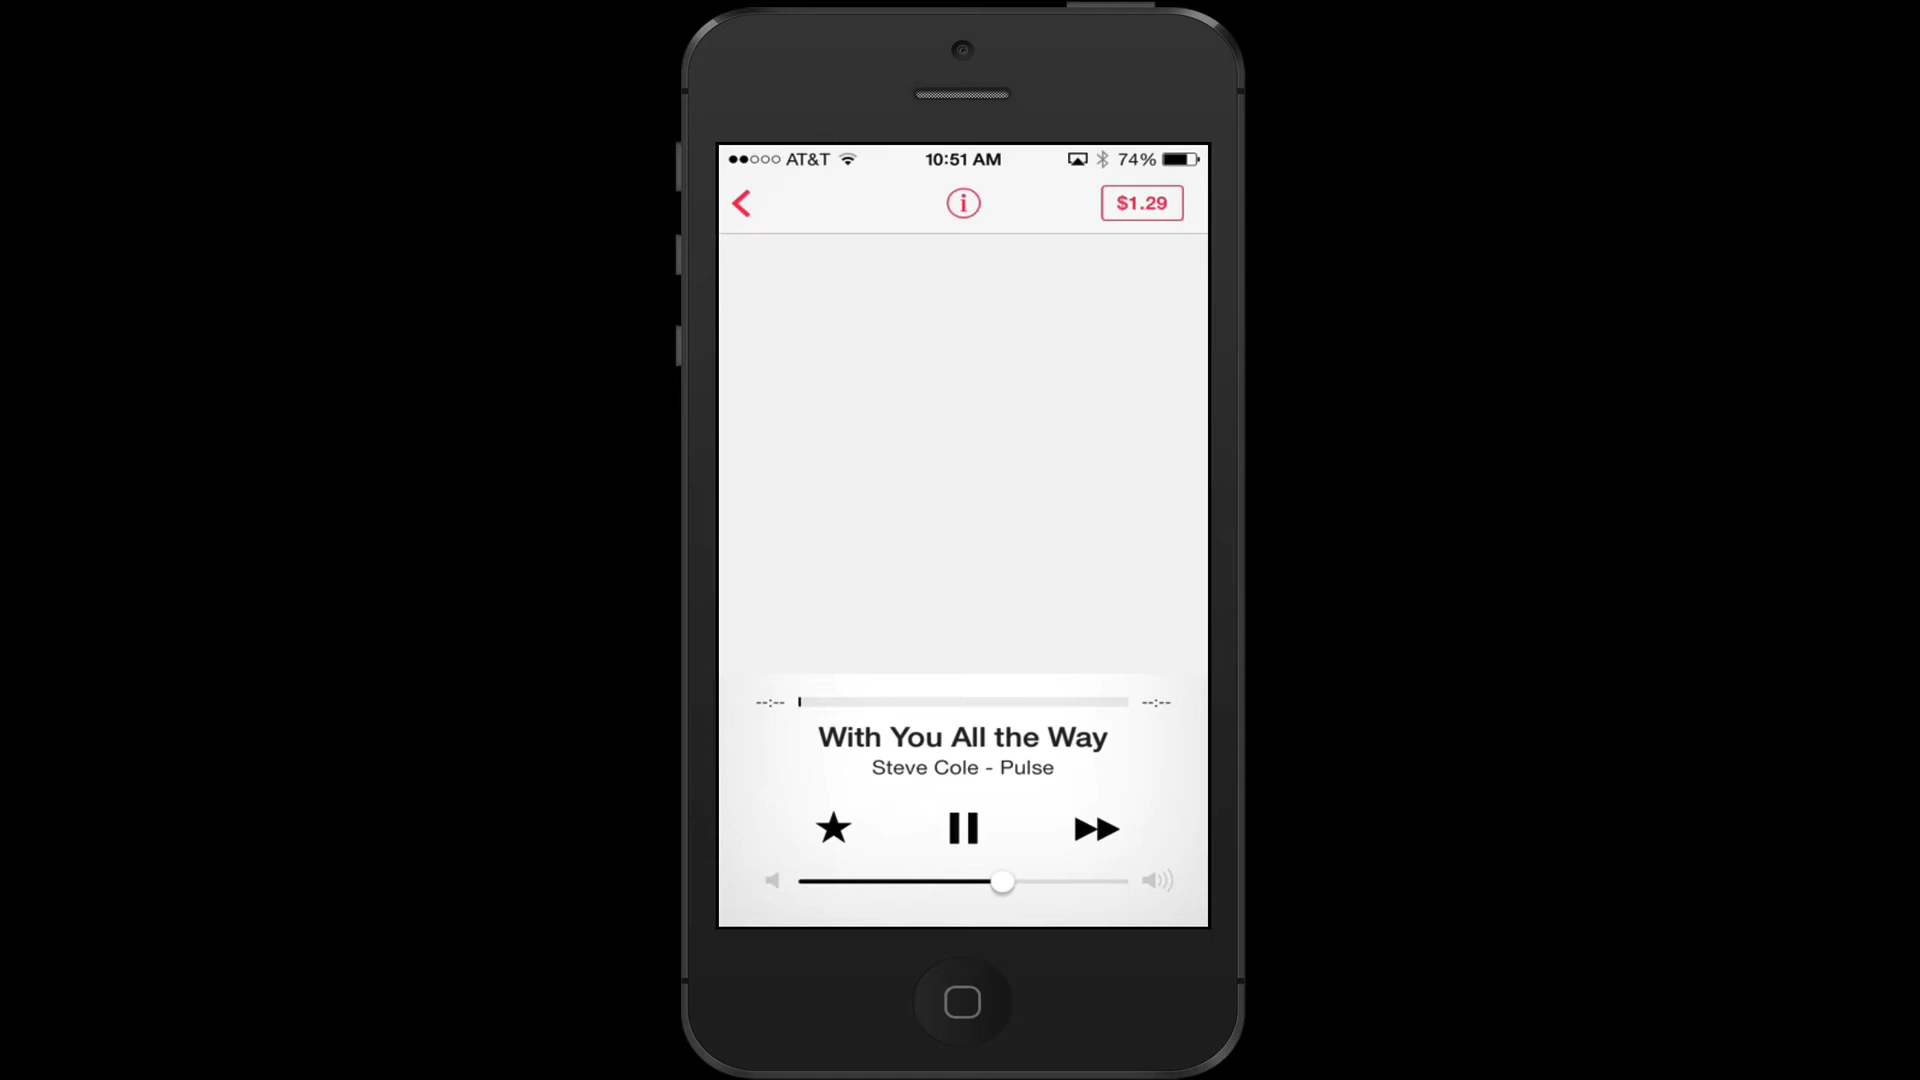 AT&T 10:51 AM 74%
i $1.29
--:-- --:--
With You All the Way
Steve Cole - Pulse